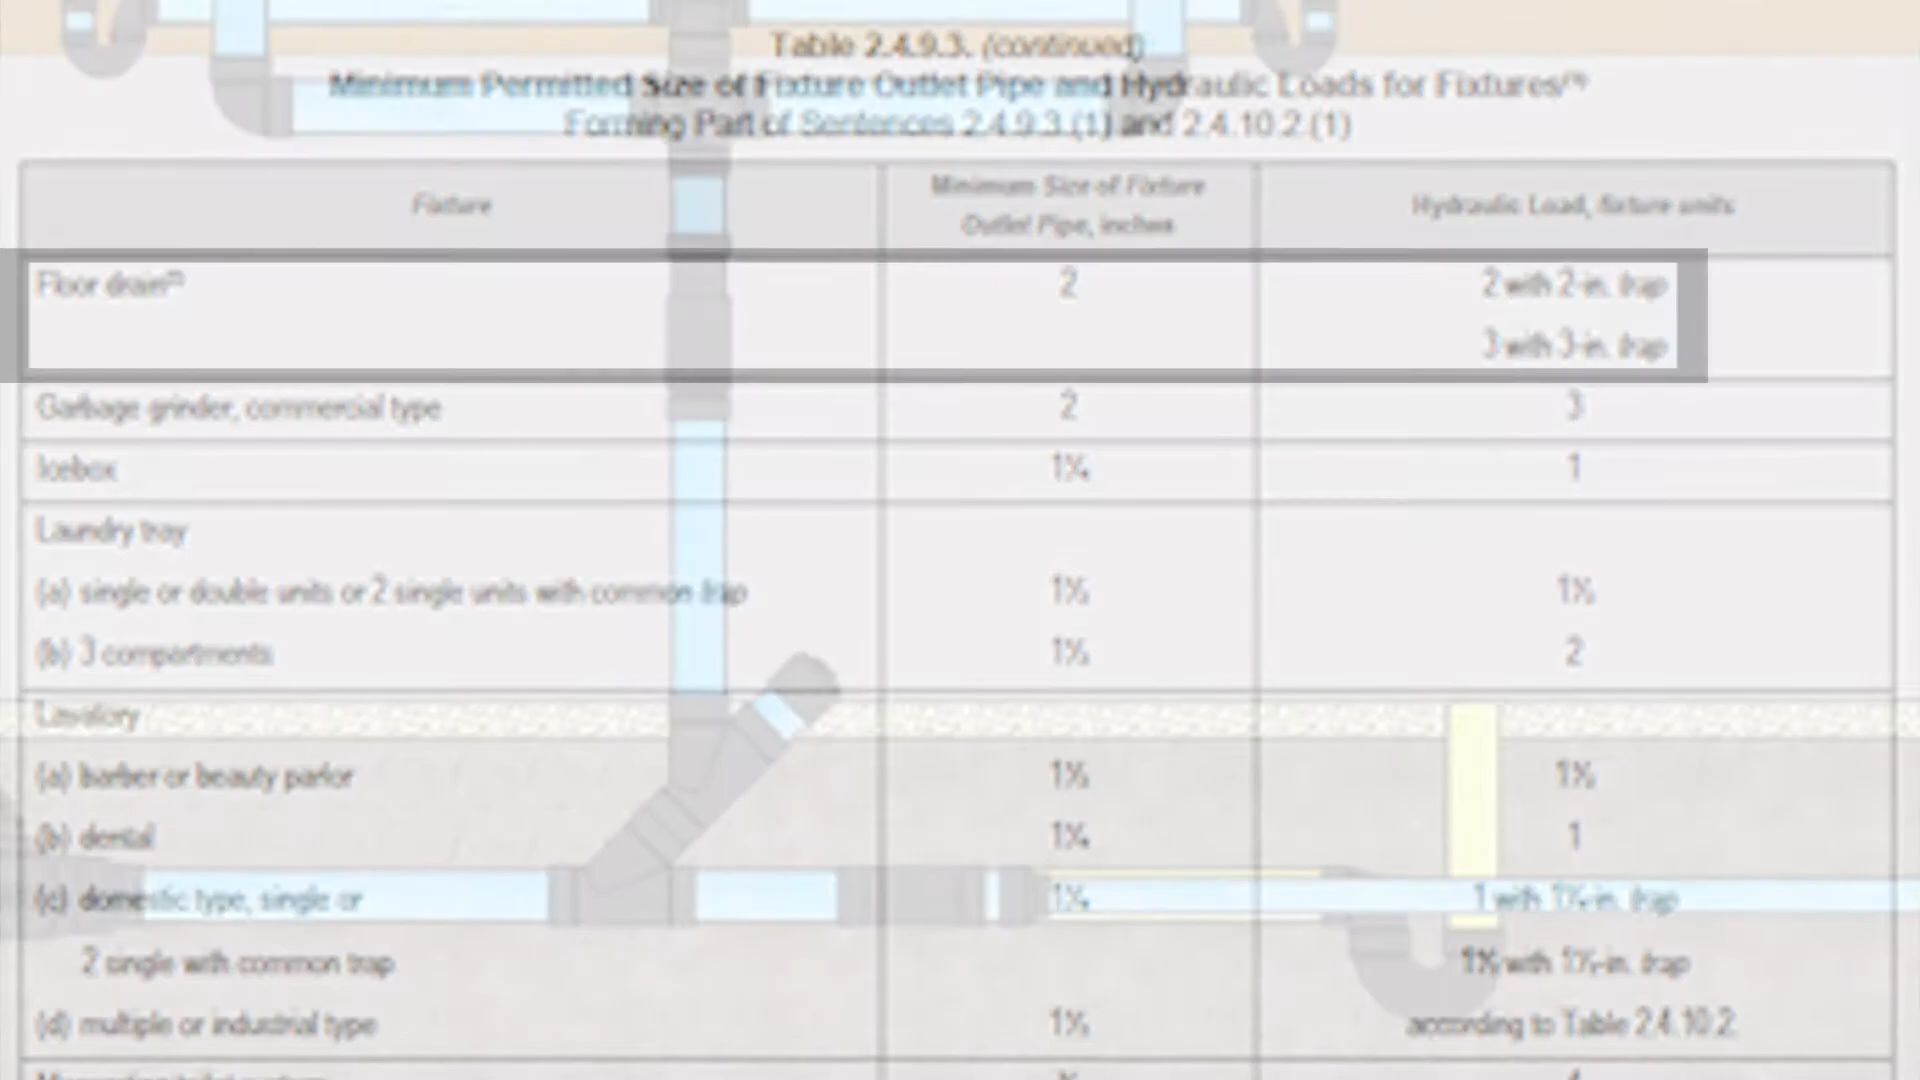 Table 2.4.9.3. (continued)
Minimum Permitted Size of Fixture Outlet Pipe and Hydraulic Loads for Fixtures
Forming Part of Sentences 2.4.9.3.(1) and 2.4.10.2.(1)
Fixture
Minimum Size of Fixture
Outlet Pipe, inches
Hydraulic Load, fixture units
Floor drain 2 2 with 2-in. trap
3 with 3-in. trap
Garbage grinder, commercial type 2 3
Icebox 1¼ 1
Laundry tray
(a) single or double units or 2 single units with common trap 1½ 1½
(b) 3 compartments 1½ 2
Lavatory
(a) barber or beauty parlor 1½ 1½
(b) dental 1¼ 1
(c) domestic type, single or 1¼ 1 with 1¼-in. trap
2 single with common trap 1½ with 1½-in. trap
(d) multiple or industrial type 1½ according to Table 2.4.10.2.